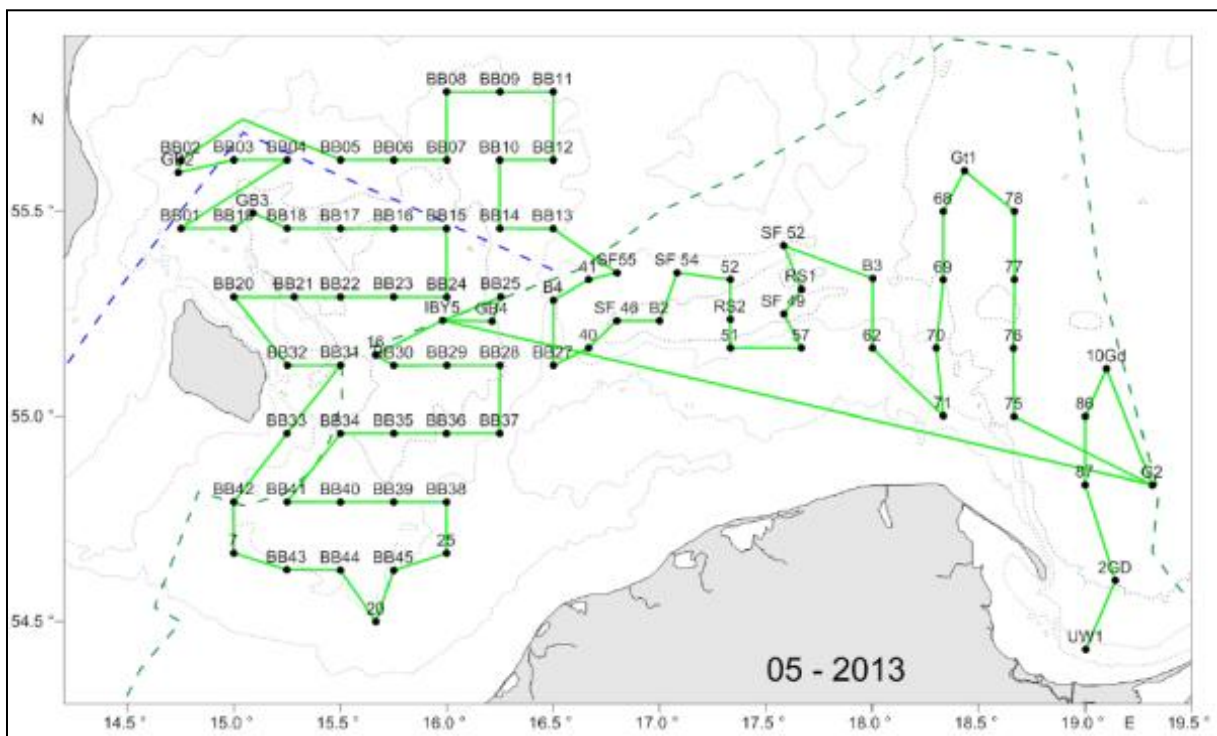 BB08 BB09 BB11
N
BB02 BB03 BB04 BB05 BB06 BB07 BB10 BB12
GB2
Gt1
GB3
55.5 °
68 78
BB01 BB19 BB18 BB17 BB16 BB15 BB14 BB13
SF 52
41 SF55 SF 54 52 B3 69 77
RS1
BB20 BB21 BB22 BB23 BB24 BB25 B4
IBY5 GB4 SF 46 B2 RS2 SF 49
16 40 51 57 62 70 76
BB32 BB31 BB30 BB29 BB28 BB27
10Gd
55.0 °
71 75 86
BB33 BB34 BB35 BB36 BB37
87 G2
BB42 BB41 BB40 BB39 BB38
7 25
BB43 BB44 BB45
2GD
54.5 °
20
UW1
05 - 2013
14.5 ° 15.0 ° 15.5 ° 16.0 ° 16.5 ° 17.0 ° 17.5 ° 18.0 ° 18.5 ° 19.0 ° E 19.5 °